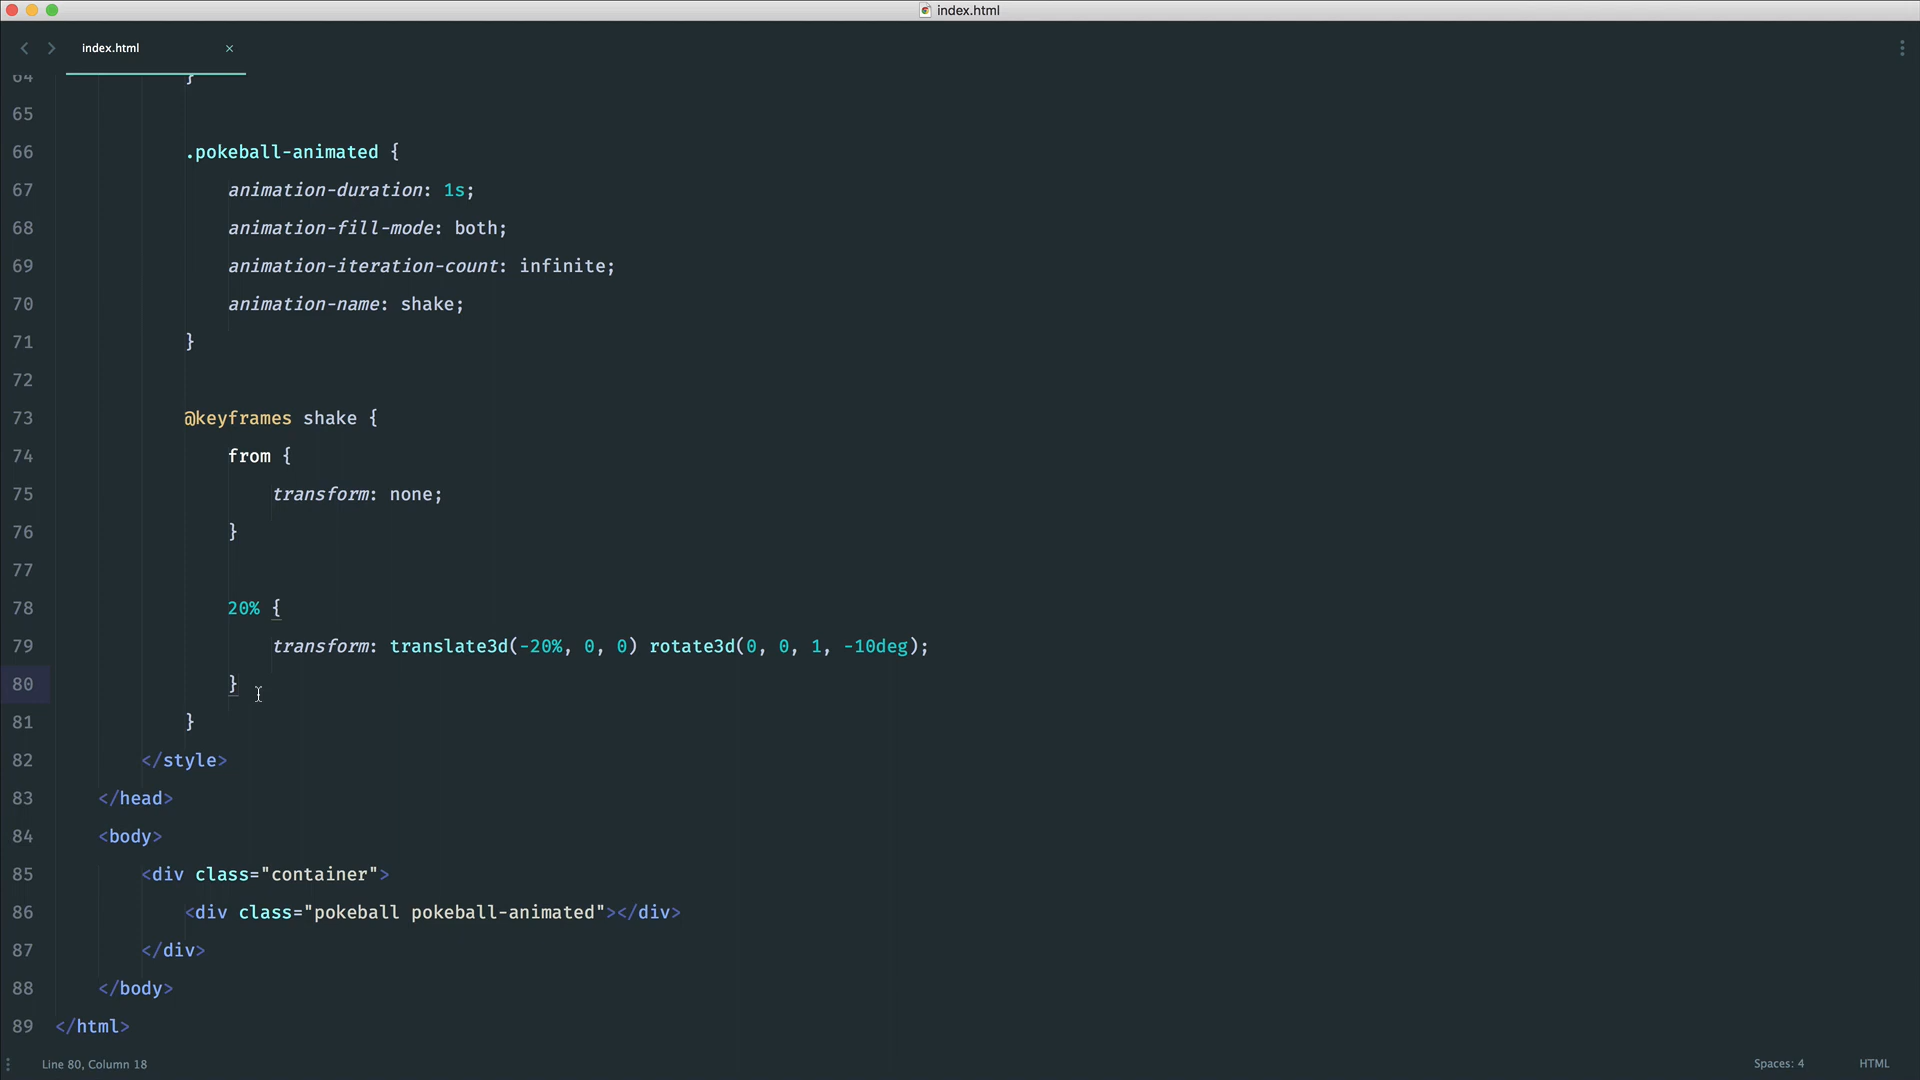 index.html
index.html ×
64 }
65
66 .pokeball-animated {
67 animation-duration: 1s;
68 animation-fill-mode: both;
69 animation-iteration-count: infinite;
70 animation-name: shake;
71 }
72
73 @keyframes shake {
74 from {
75 transform: none;
76 }
77
78 20% {
79 transform: translate3d(-20%, 0, 0) rotate3d(0, 0, 1, -10deg);
80 }
81 }
82 </style>
83 </head>
84 <body>
85 <div class="container">
86 <div class="pokeball pokeball-animated"></div>
87 </div>
88 </body>
89 </html>
Line 80, Column 18 Spaces: 4 HTML